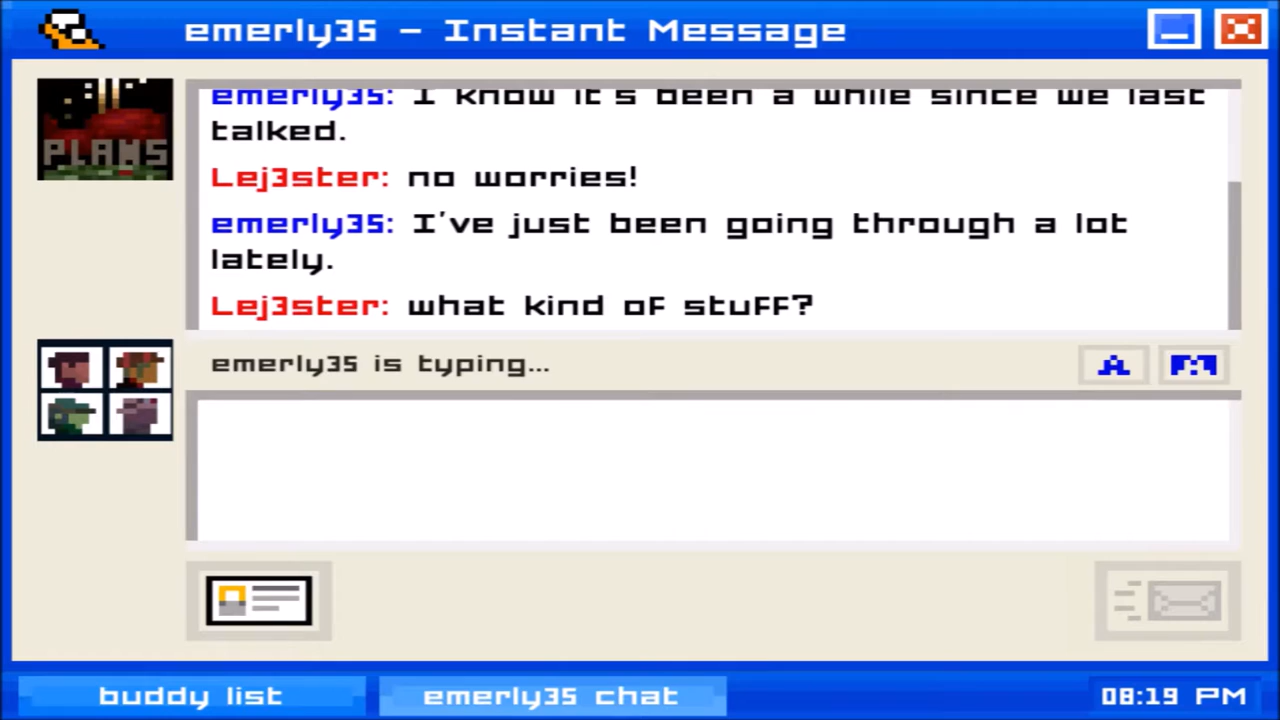 emerly35 - Instant Message
emerly35: I know it's been a while since we last
talked.
Lej3ster: no worries!
emerly35: I've just been going through a lot
lately.
Lej3ster: what kind of stuff?
PLANS
emerly35 is typing...
A
buddy list
emerly35 chat
08:19 PM